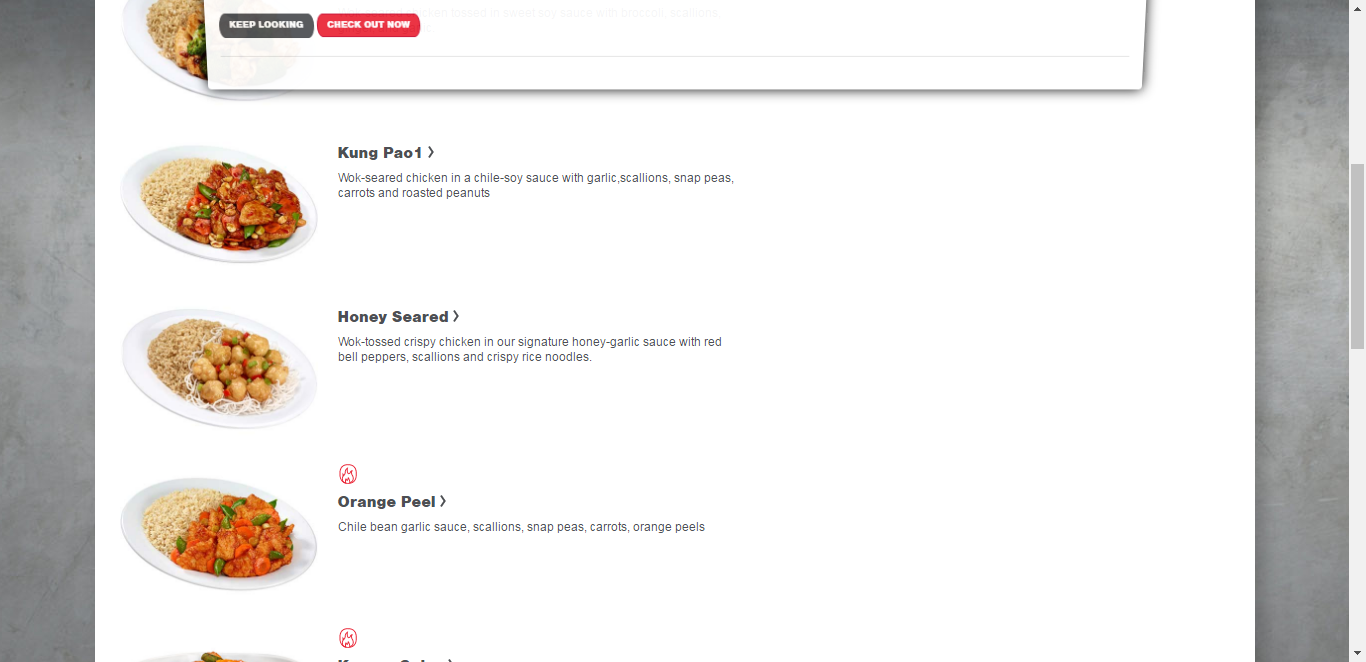 chicken tossed in sweet soy sauce with broccoli, scallions,
KEEP LOOKING CHECK OUT NOW
Kung Pao1 >
Wok-seared chicken in a chile-soy sauce with garlic,scallions, snap peas,
carrots and roasted peanuts
Honey Seared >
Wok-tossed crispy chicken in our signature honey-garlic sauce with red
bell peppers, scallions and crispy rice noodles.
Orange Peel >
Chile bean garlic sauce, scallions, snap peas, carrots, orange peels